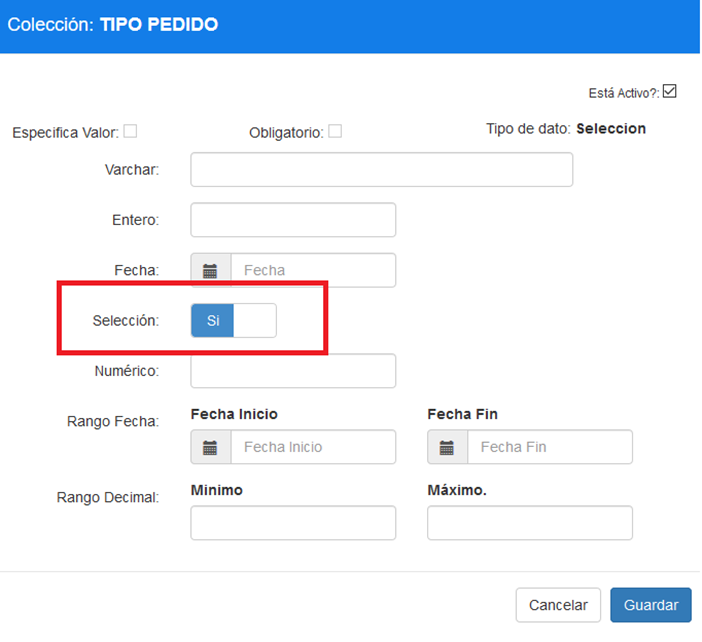 Colección: TIPO PEDIDO
Está Activo?:
Especifica Valor:
Obligatorio:
Tipo de dato: Seleccion
Varchar:
Entero:
Fecha:
Fecha
Selección:
Si
Numérico:
Rango Fecha:
Fecha Inicio
Fecha Fin
Fecha Inicio
Fecha Fin
Rango Decimal:
Minimo
Máximo.
Cancelar
Guardar